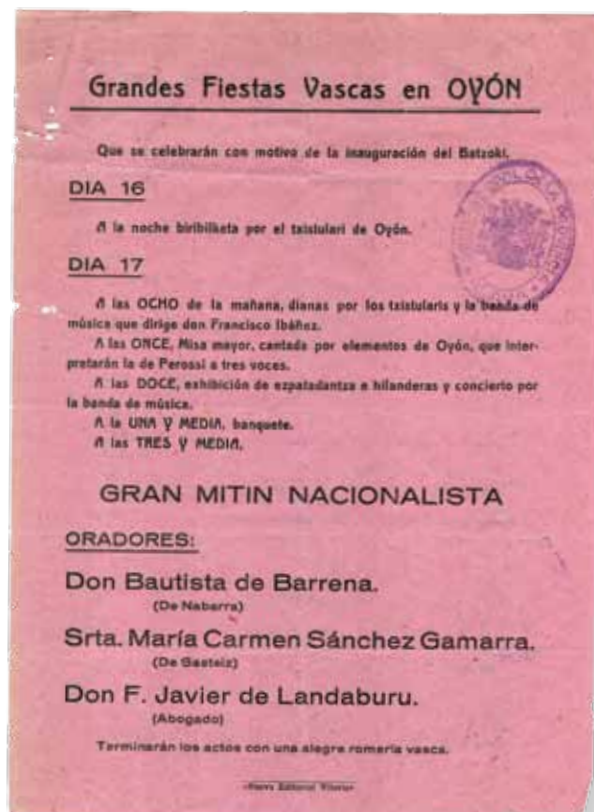 Grandes Fiestas Vascas en OYÓN
Que se celebrarán con motivo de la inauguración del Batzoki.
DIA 16
A la noche biribilketa por el txistulari de Oyón.
DIA 17
A las OCHO de la mañana, dianas por los txistularis y la banda de
música que dirige don Francisco Ibáñez.
A las ONCE, Misa mayor, cantada por elementos de Oyón, que inter-
pretarán la de Perossi a tres voces.
A las DOCE, exhibición de ezpatadantza e hilanderas y concierto por
la banda de música.
A la UNA Y MEDIA, banquete.
A las TRES Y MEDIA,
GRAN MITIN NACIONALISTA
ORADORES:
Don Bautista de Barrena.
(De Nabarra)
Srta. María Carmen Sánchez Gamarra.
(De Gasteiz)
Don F. Javier de Landaburu.
(Abogado)
Terminarán los actos con una alegre romería vasca.
«Nueva Editorial Vitoria»